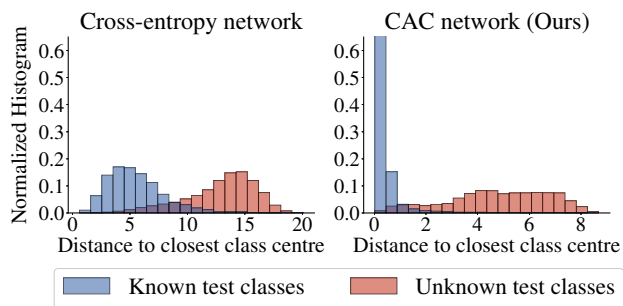 Cross-entropy network
CAC network (Ours)
Normalized Histogram
0.6
0.5
0.4
0.3
0.2
0.1
0.0
0 5 10 15 20
Distance to closest class centre
0.6
0.5
0.4
0.3
0.2
0.1
0.0
0 2 4 6 8
Distance to closest class centre
Known test classes
Unknown test classes